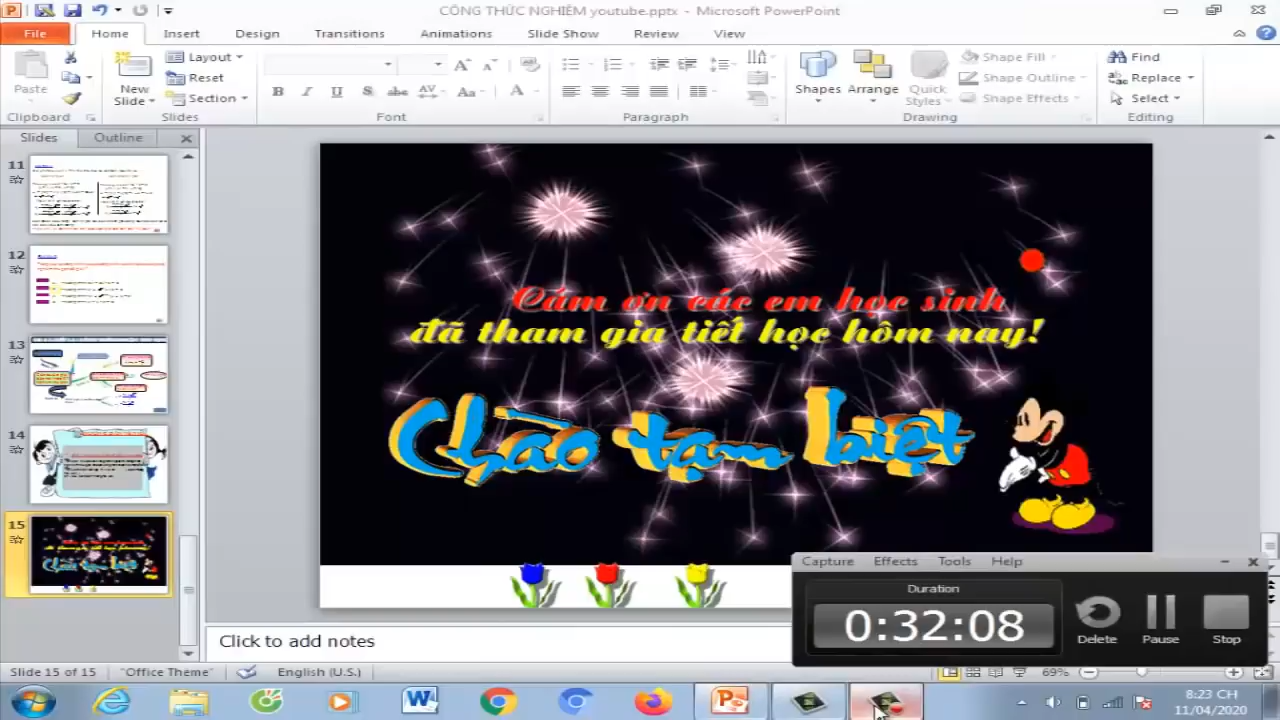 CÔNG THỨC NGHIỆM youtube.pptx - Microsoft PowerPoint
File Home Insert Design Transitions Animations Slide Show Review View
Paste
Clipboard
New Slide
Layout
Reset
Section
Slides
B I U S abc AV Aa A
Font
Paragraph
Shapes Arrange Quick Styles
Shape Fill
Shape Outline
Shape Effects
Drawing
Find
Replace
Select
Editing
Slides Outline
11
12
13
14
15
Cám ơn các em học sinh
đã tham gia tiết học hôm nay!
Chào tạm biệt
Capture Effects Tools Help
Duration
0:32:08
Delete Pause Stop
Click to add notes
Slide 15 of 15 "Office Theme" English (U.S.) 69%
8:23 CH
11/04/2020